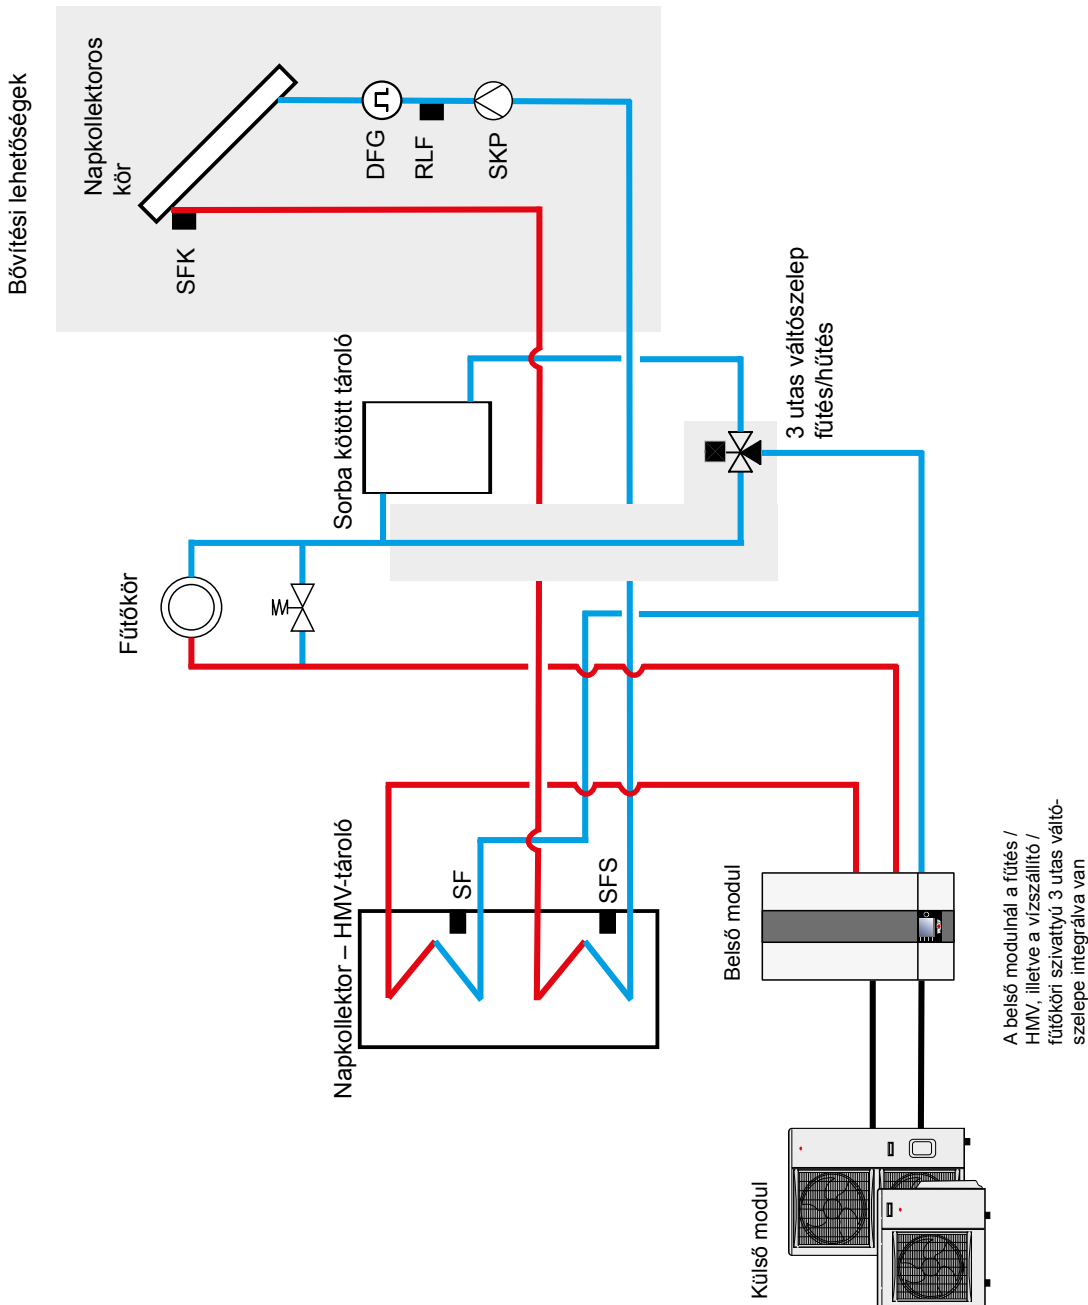 Bővítési lehetőségek
Napkollektoros
kör
SFK
DFG
RLF
SKP
Sorba kötött tároló
3 utas váltószelep
fűtés/hűtés
Fűtőkör
Napkollektor – HMV-tároló
SF
SFS
Belső modul
A belső modulnál a fűtés /
HMV, illetve a vízszállító /
fűtőköri szivattyú 3 utas váltó-
szelepe integrálva van
Külső modul